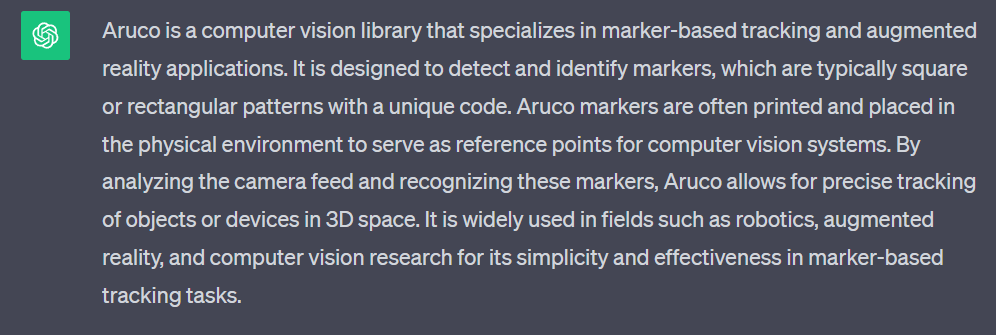 Aruco is a computer vision library that specializes in marker-based tracking and augmented
reality applications. It is designed to detect and identify markers, which are typically square
or rectangular patterns with a unique code. Aruco markers are often printed and placed in
the physical environment to serve as reference points for computer vision systems. By
analyzing the camera feed and recognizing these markers, Aruco allows for precise tracking
of objects or devices in 3D space. It is widely used in fields such as robotics, augmented
reality, and computer vision research for its simplicity and effectiveness in marker-based
tracking tasks.